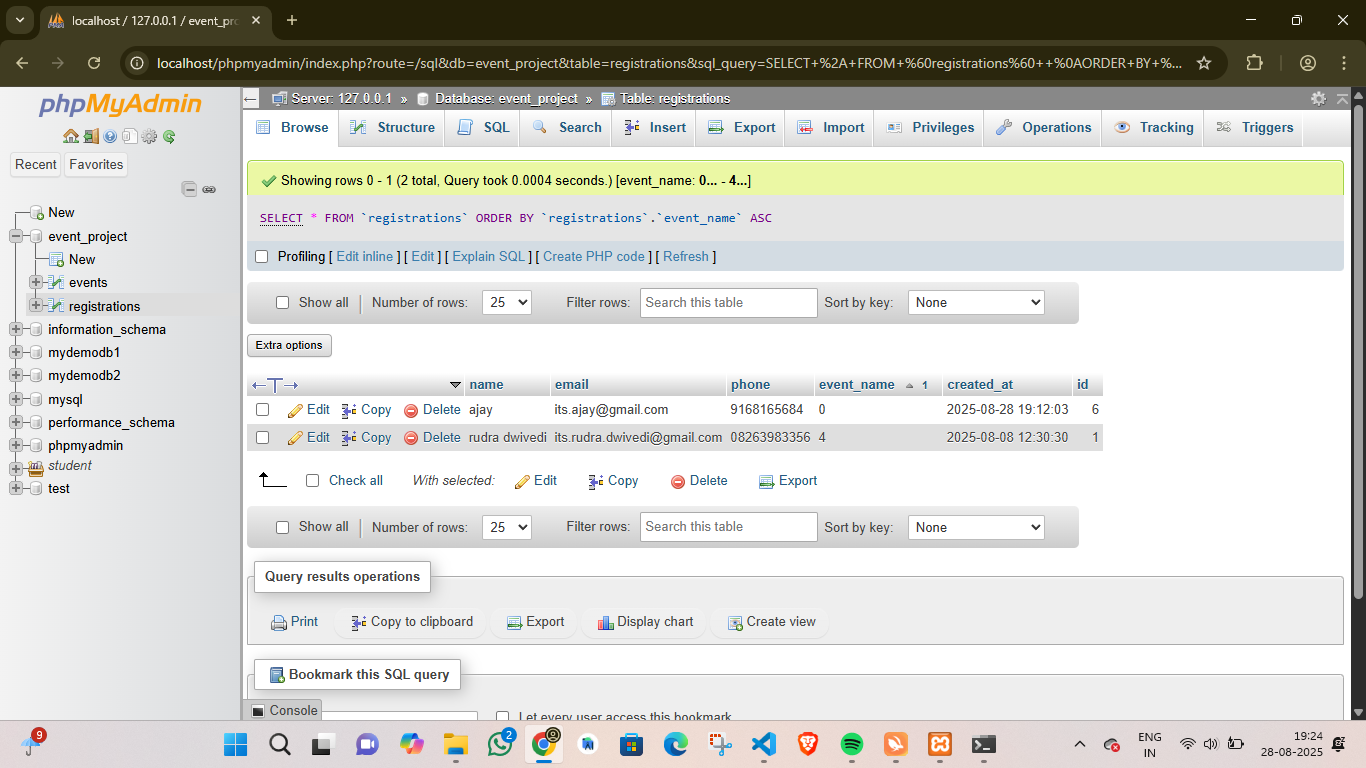 localhost / 127.0.0.1 / event_pro
localhost/phpmyadmin/index.php?route=/sql&db=event_project&table=registrations&sql_query=SELECT+%2A+FROM+%60registrations%60++%0AORDER+BY+%...
phpMyAdmin
Recent Favorites
New
event_project
New
events
registrations
information_schema
mydemodb1
mydemodb2
mysql
performance_schema
phpmyadmin
student
test
Server: 127.0.0.1 » Database: event_project » Table: registrations
Browse Structure SQL Search Insert Export Import Privileges Operations Tracking Triggers
Showing rows 0 - 1 (2 total, Query took 0.0004 seconds.) [event_name: 0... - 4...]
SELECT * FROM `registrations` ORDER BY `registrations`.`event_name` ASC
Profiling [ Edit inline ] [ Edit ] [ Explain SQL ] [ Create PHP code ] [ Refresh ]
Show all Number of rows: 25 Filter rows: Search this table Sort by key: None
Extra options
name email phone event_name 1 created_at id
Edit Copy Delete ajay its.ajay@gmail.com 9168165684 0 2025-08-28 19:12:03 6
Edit Copy Delete rudra dwivedi its.rudra.dwivedi@gmail.com 08263983356 4 2025-08-08 12:30:30 1
Check all With selected: Edit Copy Delete Export
Show all Number of rows: 25 Filter rows: Search this table Sort by key: None
Query results operations
Print Copy to clipboard Export Display chart Create view
Bookmark this SQL query
Console
Let every user access this bookmark
9
2
ENG
IN
19:24
28-08-2025